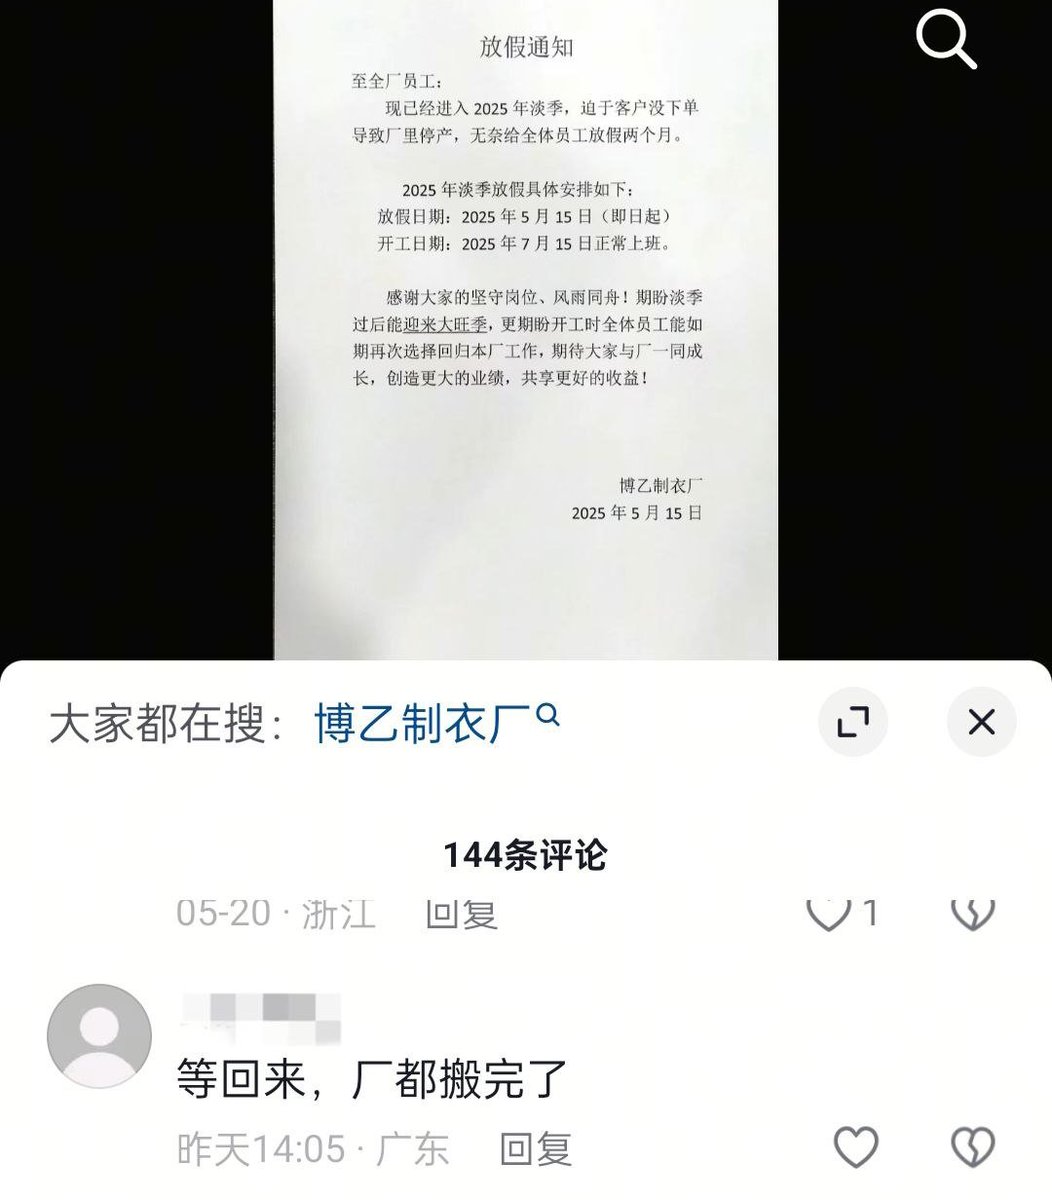 放假通知
至全厂员工：
现已经进入 2025 年淡季，迫于客户没下单
导致厂里停产，无奈给全体员工放假两个月。
2025 年淡季放假具体安排如下：
放假日期：2025 年 5 月 15 日（即日起）
开工日期：2025 年 7 月 15 日正常上班。
感谢大家的坚守岗位、风雨同舟！期盼淡季
过后能迎来大旺季，更期盼开工时全体员工能如
期再次选择回归本厂工作，期待大家与厂一同成
长，创造更大的业绩，共享更好的收益！
博乙制衣厂
2025 年 5 月 15 日
大家都在搜：博乙制衣厂
144条评论
05-20 · 浙江 回复 1
等回来，厂都搬完了
昨天14:05 · 广东 回复